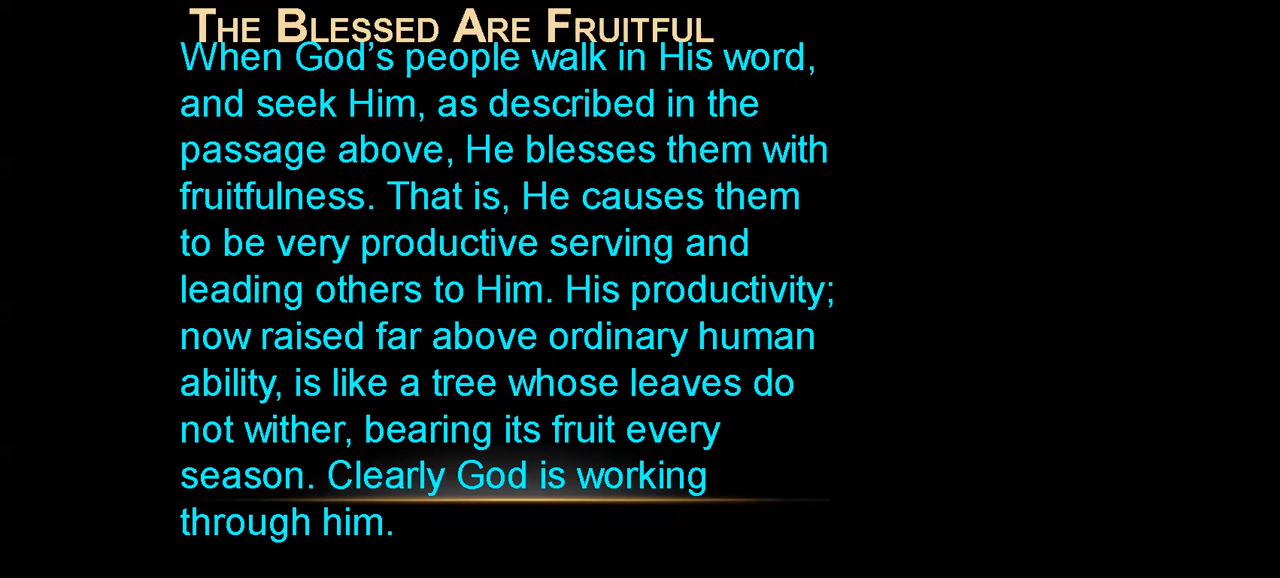 The Blessed Are Fruitful
When God’s people walk in His word,
and seek Him, as described in the
passage above, He blesses them with
fruitfulness. That is, He causes them
to be very productive serving and
leading others to Him. His productivity;
now raised far above ordinary human
ability, is like a tree whose leaves do
not wither, bearing its fruit every
season. Clearly God is working
through him.